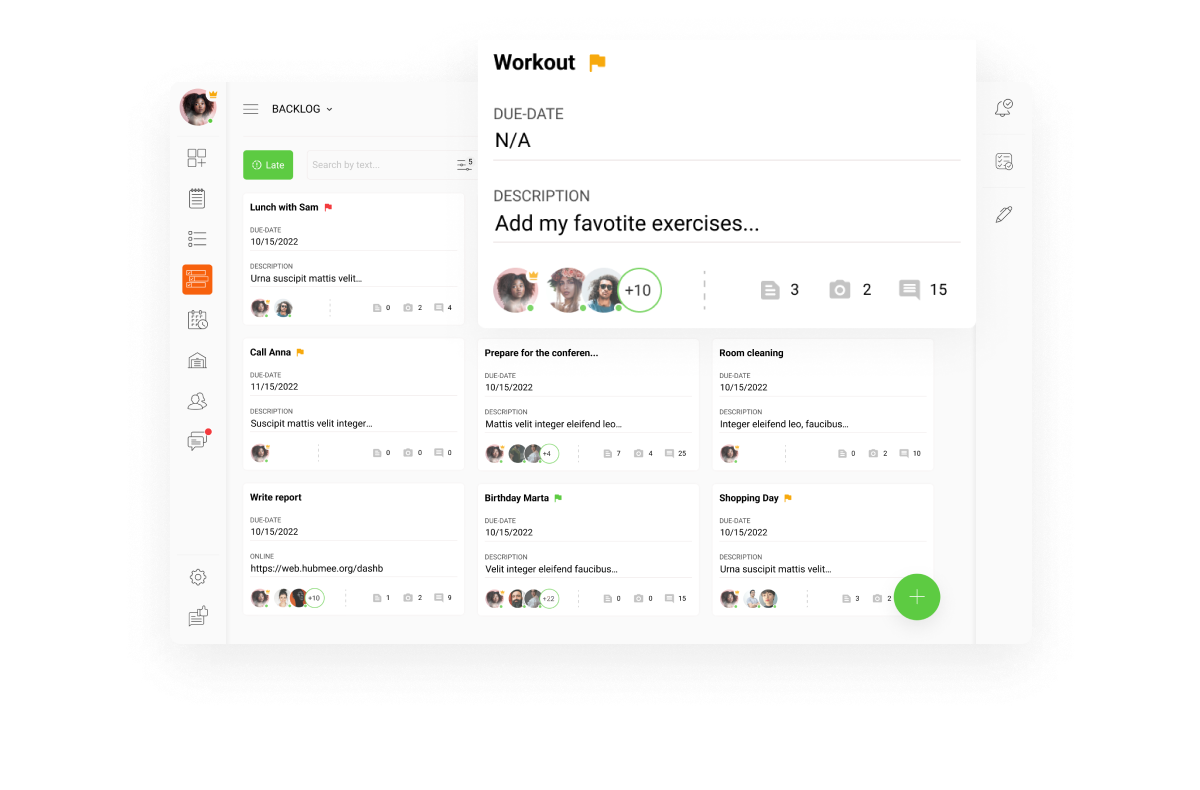 Workout
DUE-DATE
N/A
DESCRIPTION
Add my favotite exercises...
+10
3
2
15
BACKLOG
Late
Search by text...
5
Lunch with Sam
DUE-DATE
10/15/2022
DESCRIPTION
Urna suscipit mattis velit...
0
2
4
Call Anna
DUE-DATE
11/15/2022
DESCRIPTION
Suscipit mattis velit integer...
0
0
0
Prepare for the conferen...
DUE-DATE
10/15/2022
DESCRIPTION
Mattis velit integer eleifend leo...
+4
7
4
25
Room cleaning
DUE-DATE
10/15/2022
DESCRIPTION
Integer eleifend leo, faucibus...
0
2
10
Write report
DUE-DATE
10/15/2022
ONLINE
https://web.hubmee.org/dashb
+10
1
2
9
Birthday Marta
DUE-DATE
10/15/2022
DESCRIPTION
Velit integer eleifend faucibus...
+22
0
0
15
Shopping Day
DUE-DATE
10/15/2022
DESCRIPTION
Urna suscipit mattis velit...
3
2